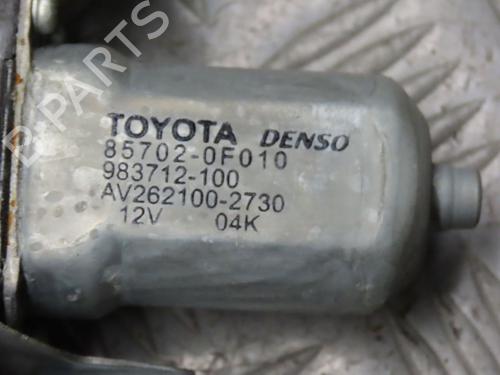 B-PARTS
TOYOTA DENSO
85702-0F010
983712-100
AV262100-2730
12V 04K